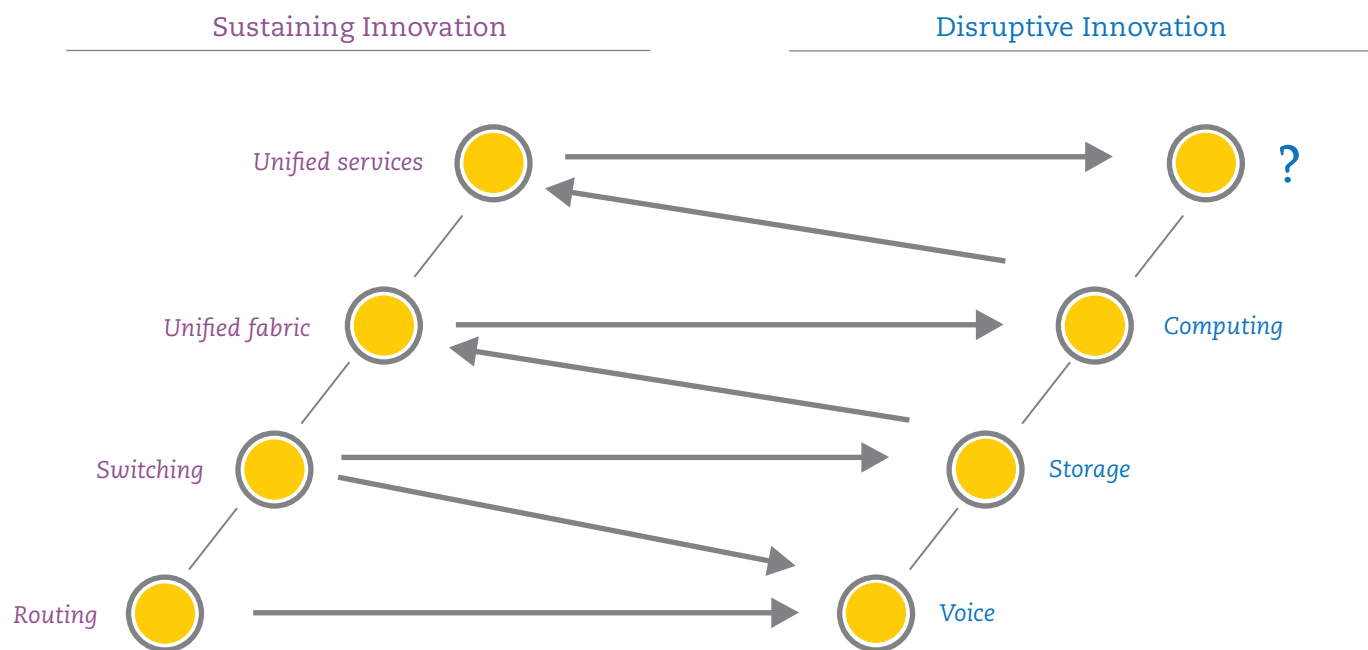 Sustaining Innovation
Disruptive Innovation
Unified services
?
Unified fabric
Computing
Switching
Storage
Routing
Voice